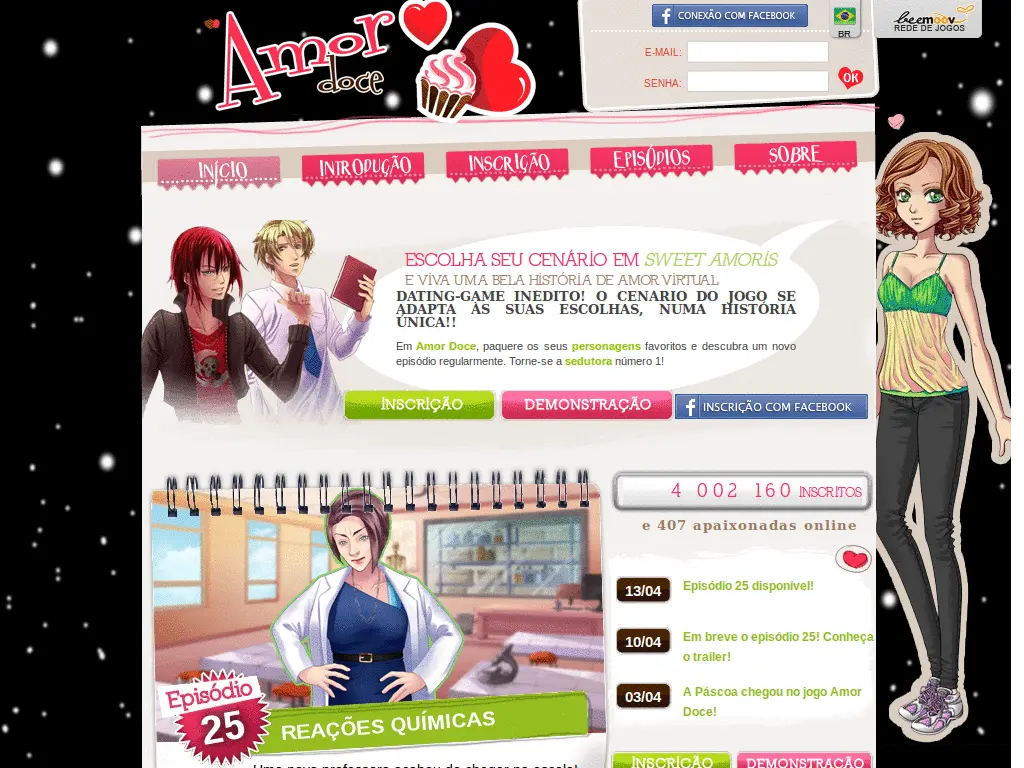 Amor
doce
CONEXÃO COM FACEBOOK
BR
beemoov
REDE DE JOGOS
E-MAIL:
SENHA:
OK
INÍCIO
INTRODUÇÃO
INSCRIÇÃO
EPISÓDIOS
SOBRE
ESCOLHA SEU CENÁRIO EM SWEET AMORIS
E VIVA UMA BELA HISTÓRIA DE AMOR VIRTUAL
DATING-GAME INEDITO! O CENARIO DO JOGO SE
ADAPTA ÀS SUAS ESCOLHAS, NUMA HISTÓRIA
ÚNICA!!
Em Amor Doce, paquere os seus personagens favoritos e descubra um novo
episódio regularmente. Torne-se a sedutora número 1!
INSCRIÇÃO
DEMONSTRAÇÃO
INSCRIÇÃO COM FACEBOOK
4 002 160 INSCRITOS
e 407 apaixonadas online
13/04
Episódio 25 disponível!
10/04
Em breve o episódio 25! Conheça
o trailer!
03/04
A Páscoa chegou no jogo Amor
Doce!
Episódio
25
REAÇÕES QUÍMICAS
Uma nova professora acabou de chegar na escola!
INSCRIÇÃO
DEMONSTRAÇÃO